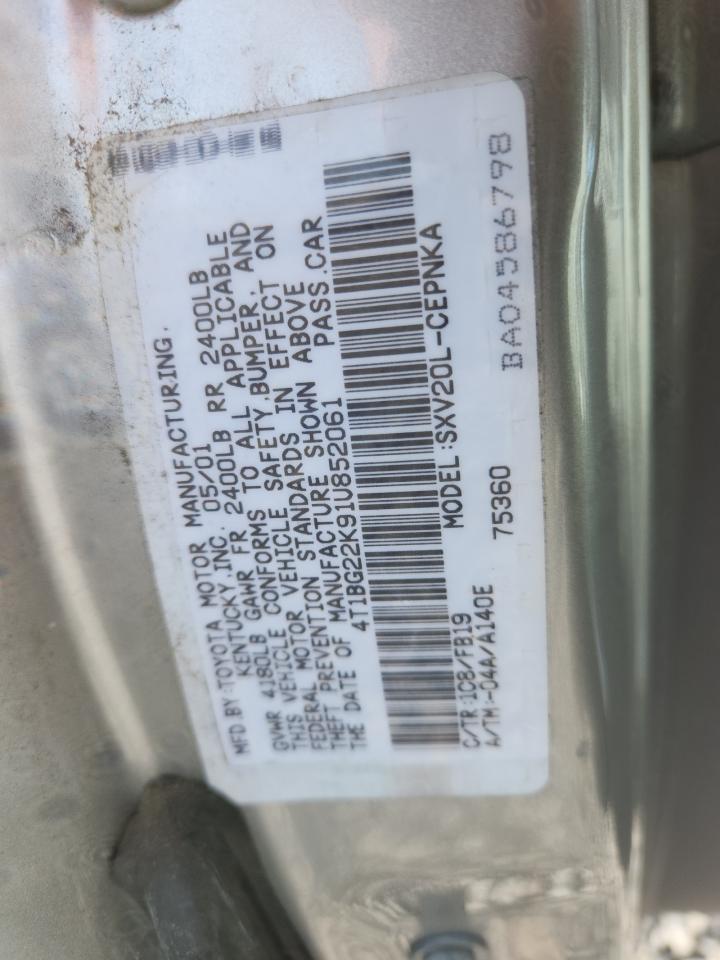 MFD.BY:TOYOTA MOTOR MANUFACTURING,
KENTUCKY,INC. 05/01
GVWR 4180LB GAWR FR 2400LB RR 2400LB
THIS VEHICLE CONFORMS TO ALL APPLICABLE
FEDERAL MOTOR VEHICLE SAFETY,BUMPER, AND
THEFT PREVENTION STANDARDS IN EFFECT ON
THE DATE OF MANUFACTURE SHOWN ABOVE
4T1BG22K91U852061 PASS.CAR
MODEL:SXV20L-CEPNKA
C/TR:1C8/FB19
A/TM:-04A/A140E 75360
BA04586798